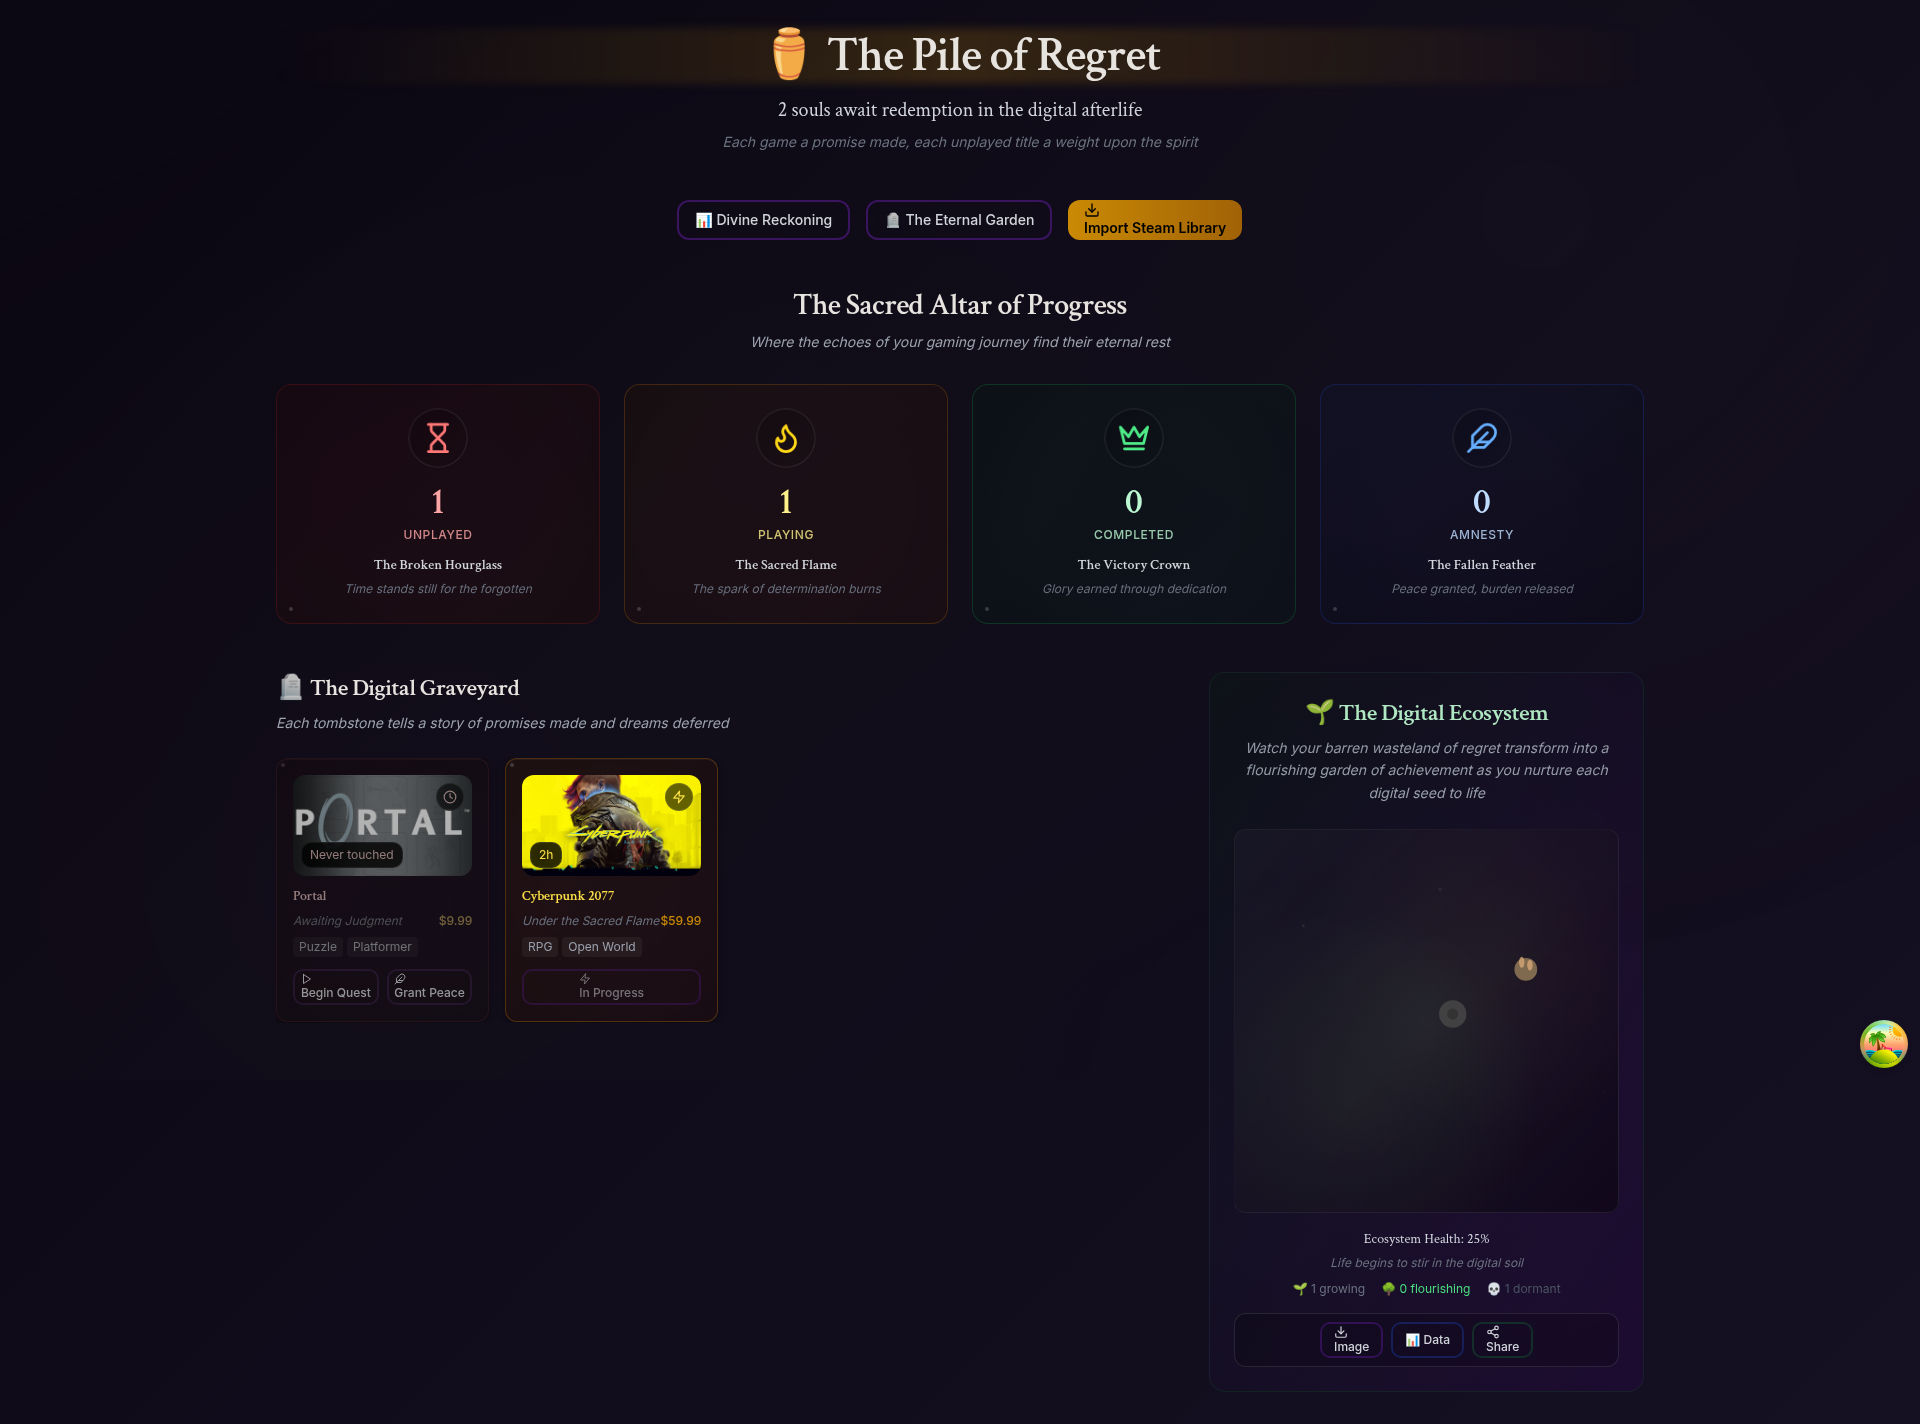 The Pile of Regret
2 souls await redemption in the digital afterlife
Each game a promise made, each unplayed title a weight upon the spirit
Divine Reckoning
The Eternal Garden
Import Steam Library
The Sacred Altar of Progress
Where the echoes of your gaming journey find their eternal rest
1
UNPLAYED
The Broken Hourglass
Time stands still for the forgotten
1
PLAYING
The Sacred Flame
The spark of determination burns
0
COMPLETED
The Victory Crown
Glory earned through dedication
0
AMNESTY
The Fallen Feather
Peace granted, burden released
The Digital Graveyard
Each tombstone tells a story of promises made and dreams deferred
PORTAL™
Never touched
Portal
Awaiting Judgment $9.99
Puzzle Platformer
Begin Quest Grant Peace
Cyberpunk
2h
Cyberpunk 2077
Under the Sacred Flame $59.99
RPG Open World
In Progress
The Digital Ecosystem
Watch your barren wasteland of regret transform into a
flourishing garden of achievement as you nurture each
digital seed to life
Ecosystem Health: 25%
Life begins to stir in the digital soil
1 growing 0 flourishing 1 dormant
Image Data Share